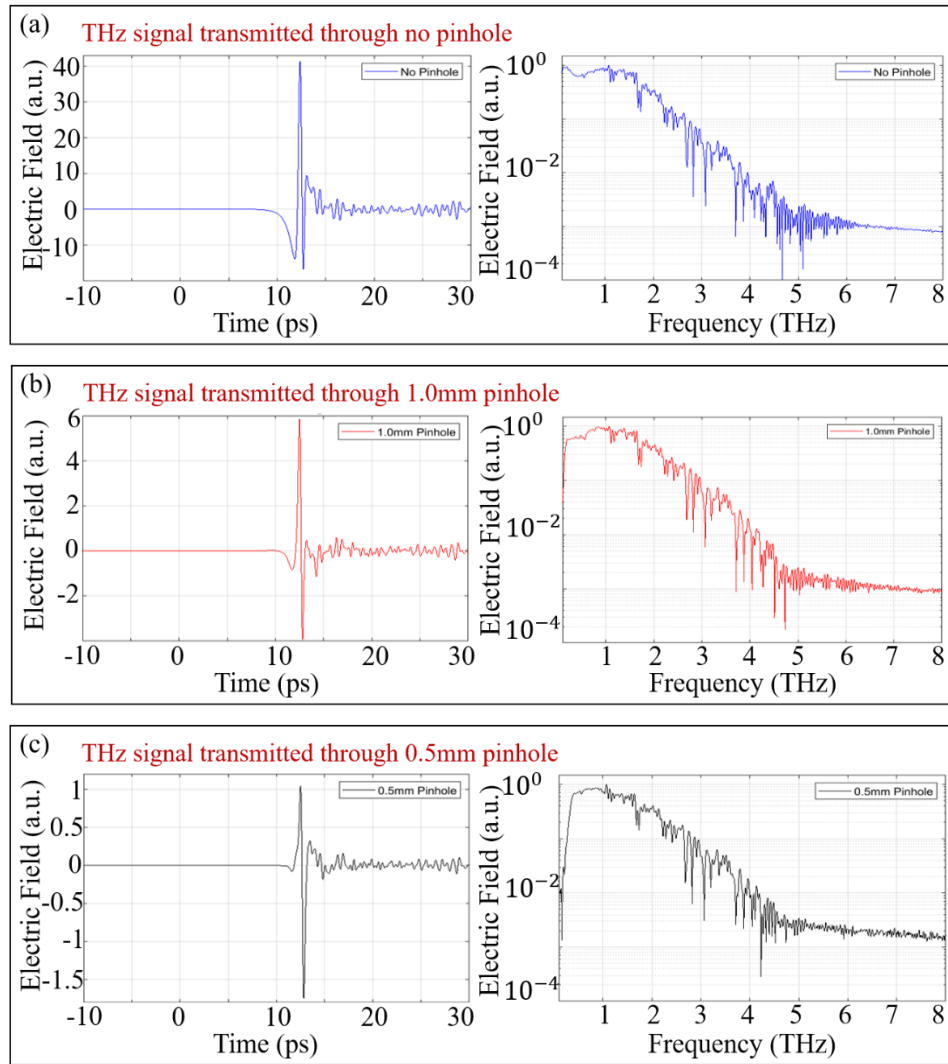 (a)
THz signal transmitted through no pinhole
Electric Field (a.u.)
40
30
20
10
0
-10
No Pinhole
-10 0 10 20 30
Time (ps)
Electric Field (a.u.)
10⁰
10⁻²
10⁻⁴
No Pinhole
1 2 3 4 5 6 7 8
Frequency (THz)
(b)
THz signal transmitted through 1.0mm pinhole
Electric Field (a.u.)
6
4
2
0
-2
1.0mm Pinhole
-10 0 10 20 30
Time (ps)
Electric Field (a.u.)
10⁰
10⁻²
10⁻⁴
1.0mm Pinhole
1 2 3 4 5 6 7 8
Frequency (THz)
(c)
THz signal transmitted through 0.5mm pinhole
Electric Field (a.u.)
1
0.5
0
-0.5
-1
-1.5
0.5mm Pinhole
-10 0 10 20 30
Time (ps)
Electric Field (a.u.)
10⁰
10⁻²
10⁻⁴
0.5mm Pinhole
1 2 3 4 5 6 7 8
Frequency (THz)